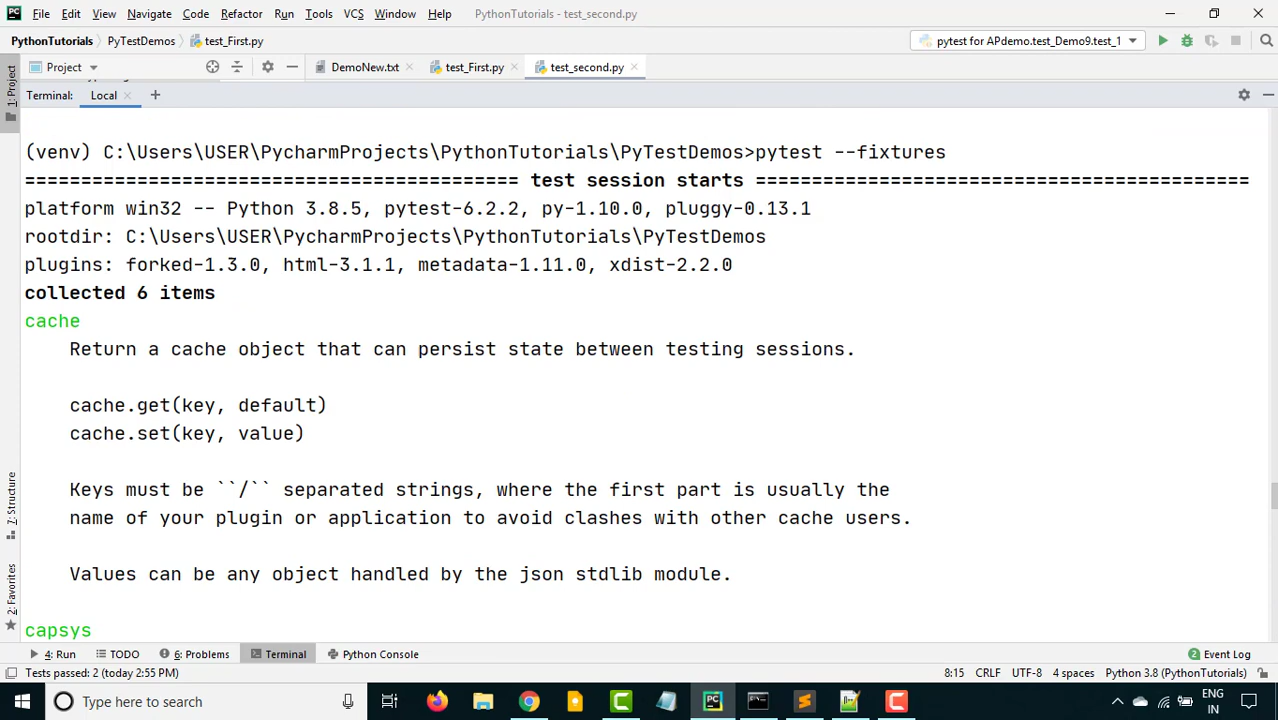 File Edit View Navigate Code Refactor Run Tools VCS Window Help PythonTutorials - test_second.py
PythonTutorials PyTestDemos test_First.py pytest for APdemo.test_Demo9.test_1
Project DemoNew.txt test_First.py test_second.py
1: Project
Terminal: Local +
(venv) C:\Users\USER\PycharmProjects\PythonTutorials\PyTestDemos>pytest --fixtures
============================================ test session starts ============================================
platform win32 -- Python 3.8.5, pytest-6.2.2, py-1.10.0, pluggy-0.13.1
rootdir: C:\Users\USER\PycharmProjects\PythonTutorials\PyTestDemos
plugins: forked-1.3.0, html-3.1.1, metadata-1.11.0, xdist-2.2.0
collected 6 items
cache
Return a cache object that can persist state between testing sessions.
cache.get(key, default)
cache.set(key, value)
Keys must be ``/`` separated strings, where the first part is usually the
name of your plugin or application to avoid clashes with other cache users.
Values can be any object handled by the json stdlib module.
capsys
7: Structure
2: Favorites
4: Run TODO 6: Problems Terminal Python Console 2 Event Log
Tests passed: 2 (today 2:55 PM) 8:15 CRLF UTF-8 4 spaces Python 3.8 (PythonTutorials)
Type here to search ENG
IN